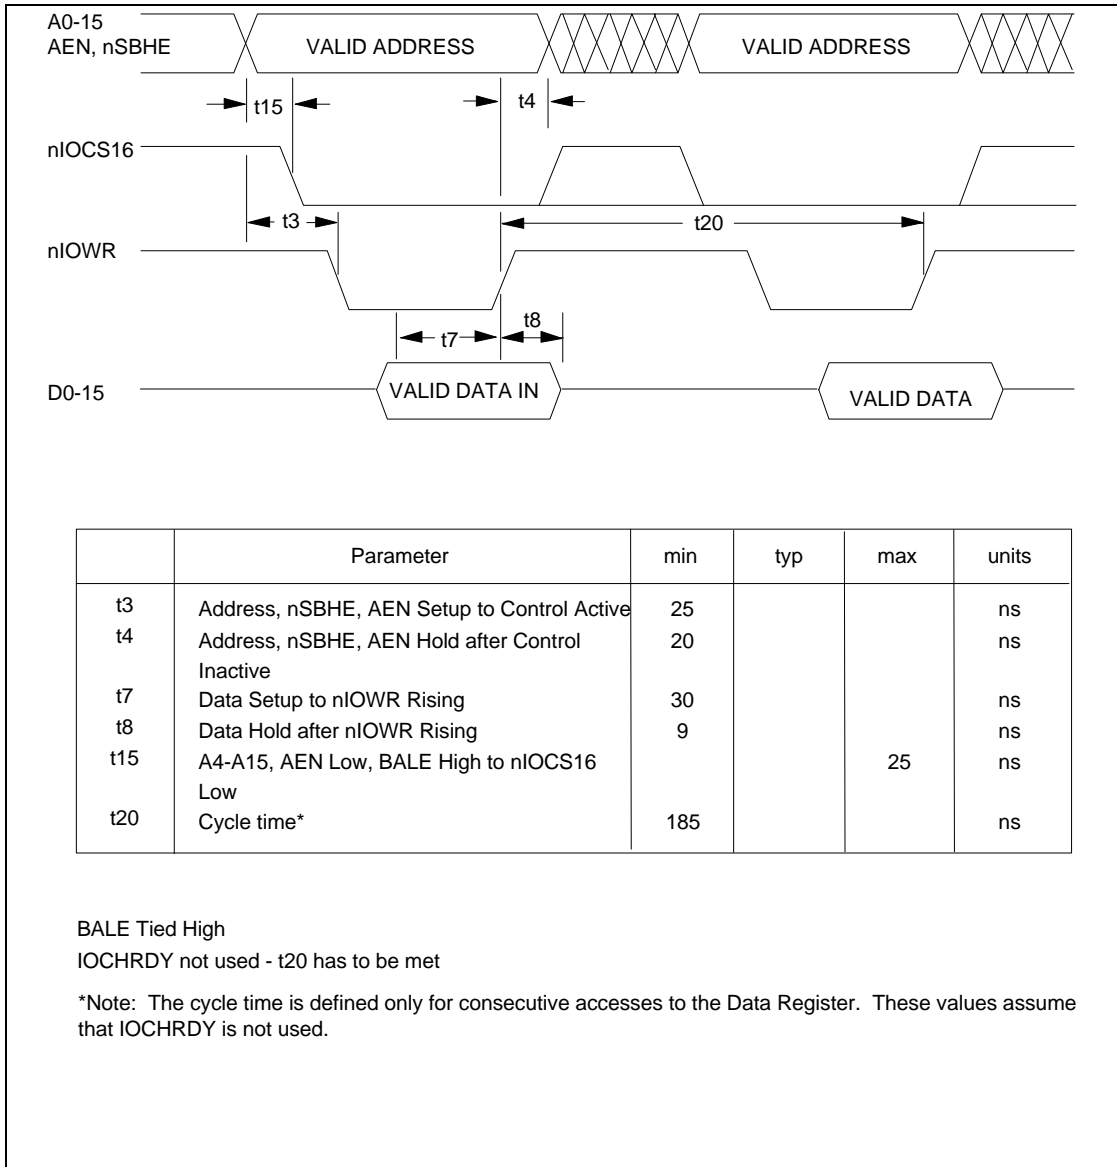 A0-15
AEN, nSBHE
VALID ADDRESS
VALID ADDRESS
t15
t4
nIOCS16
t3
t20
nIOWR
t7
t8
D0-15
VALID DATA IN
VALID DATA
Parameter min typ max units
t3 Address, nSBHE, AEN Setup to Control Active 25 ns
t4 Address, nSBHE, AEN Hold after Control 20 ns
Inactive
t7 Data Setup to nIOWR Rising 30 ns
t8 Data Hold after nIOWR Rising 9 ns
t15 A4-A15, AEN Low, BALE High to nIOCS16 25 ns
Low
t20 Cycle time* 185 ns
BALE Tied High
IOCHRDY not used - t20 has to be met
*Note: The cycle time is defined only for consecutive accesses to the Data Register. These values assume
that IOCHRDY is not used.